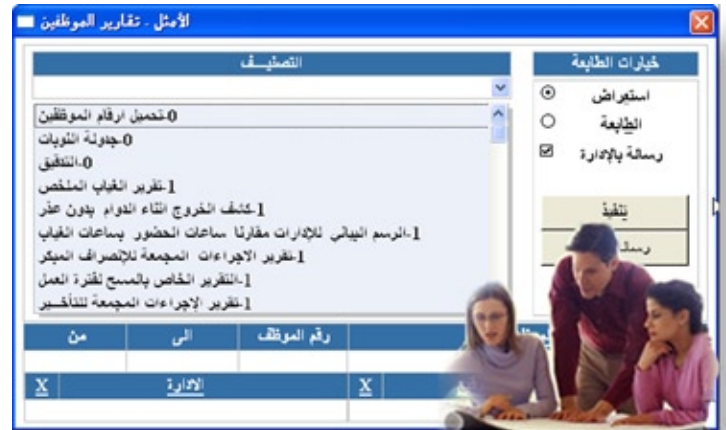 الأمثل - تقارير الموظفين
خيارات الطابعة
استعراض
الطابعة
رسالة بالإدارة
تنفيذ
التصنيــف
0-تحميل ارقام الموظفين
0-جدولة النوبات
0-التدقيق
1-تقرير الغياب الملخص
1-كشف الخروج اثناء الدوام بدون عذر
1-الرسم البياني للإدارات مقارنا ساعات الحضور بساعات الغياب
1-تقرير الاجراءات المجمعة للإنصراف المبكر
1-التقرير الخاص بالمسح لفترة العمل
1-تقرير الإجراءات المجمعة للتأخــير
رقم الموظف
الى
من
X
الادارة
X